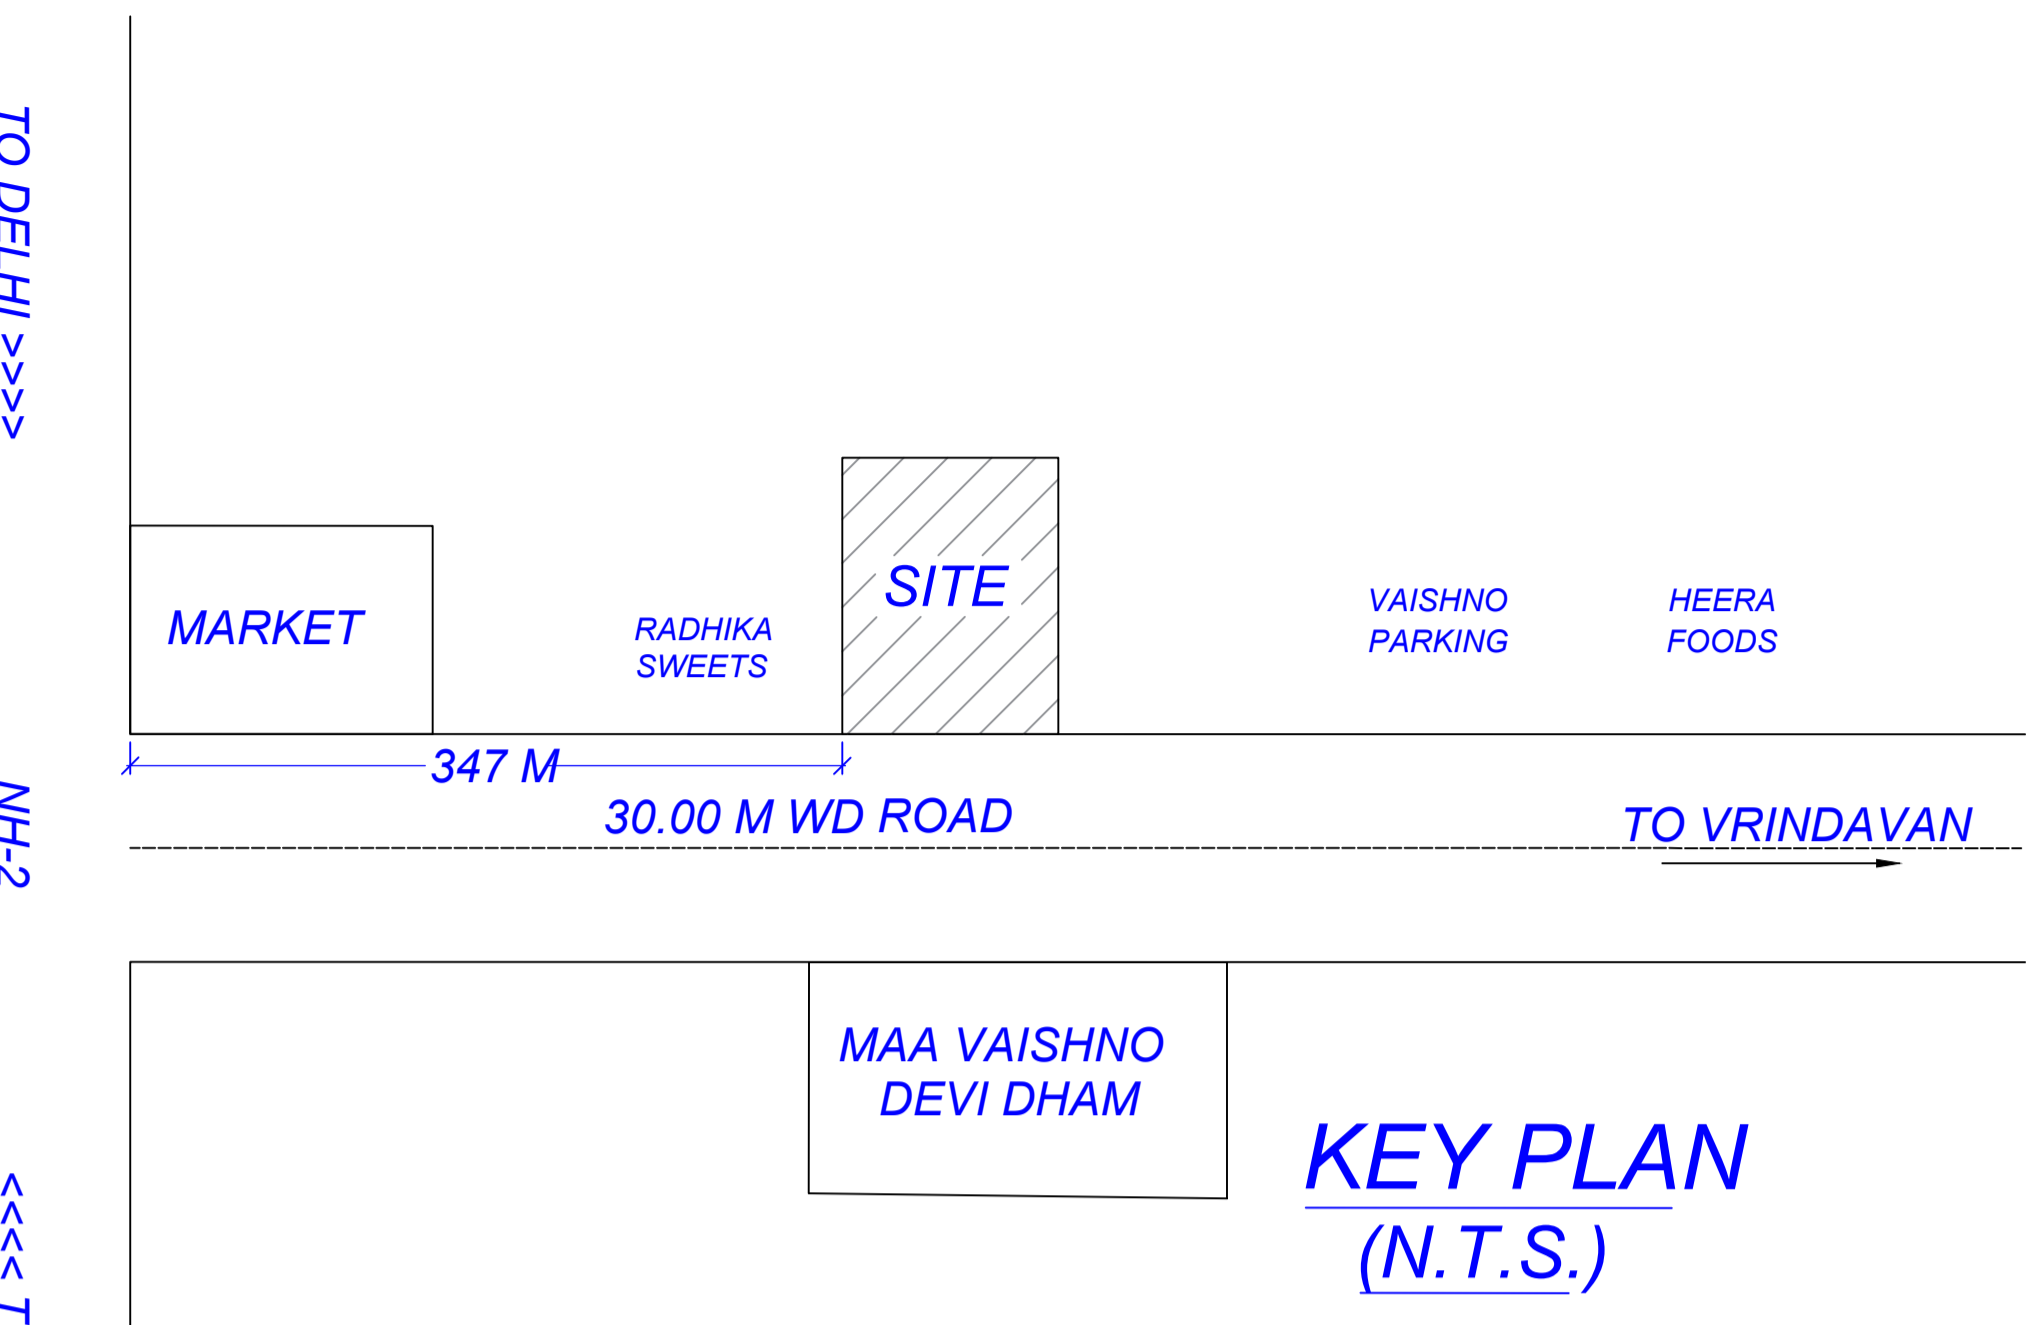 TO DELHI >>>>
MARKET
RADHIKA
SWEETS
SITE
VAISHNO
PARKING
HEERA
FOODS
347 M
30.00 M WD ROAD
TO VRINDAVAN
NH-2
MAA VAISHNO
DEVI DHAM
KEY PLAN
(N.T.S.)
<<<< T